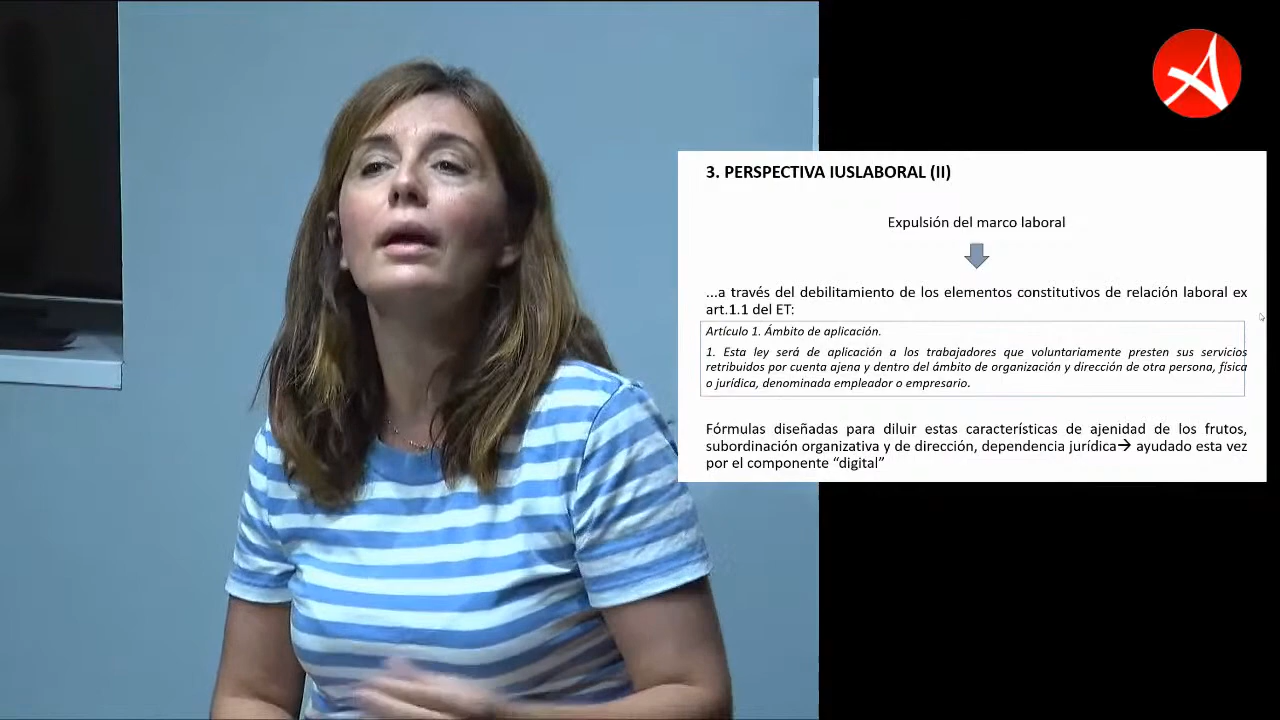 3. PERSPECTIVA IUSLABORAL (II)
Expulsión del marco laboral
...a través del debilitamiento de los elementos constitutivos de relación laboral ex
art.1.1 del ET:
Artículo 1. Ámbito de aplicación.
1. Esta ley será de aplicación a los trabajadores que voluntariamente presten sus servicios
retribuidos por cuenta ajena y dentro del ámbito de organización y dirección de otra persona, física
o jurídica, denominada empleador o empresario.
Fórmulas diseñadas para diluir estas características de ajenidad de los frutos,
subordinación organizativa y de dirección, dependencia jurídica→ ayudado esta vez
por el componente “digital”